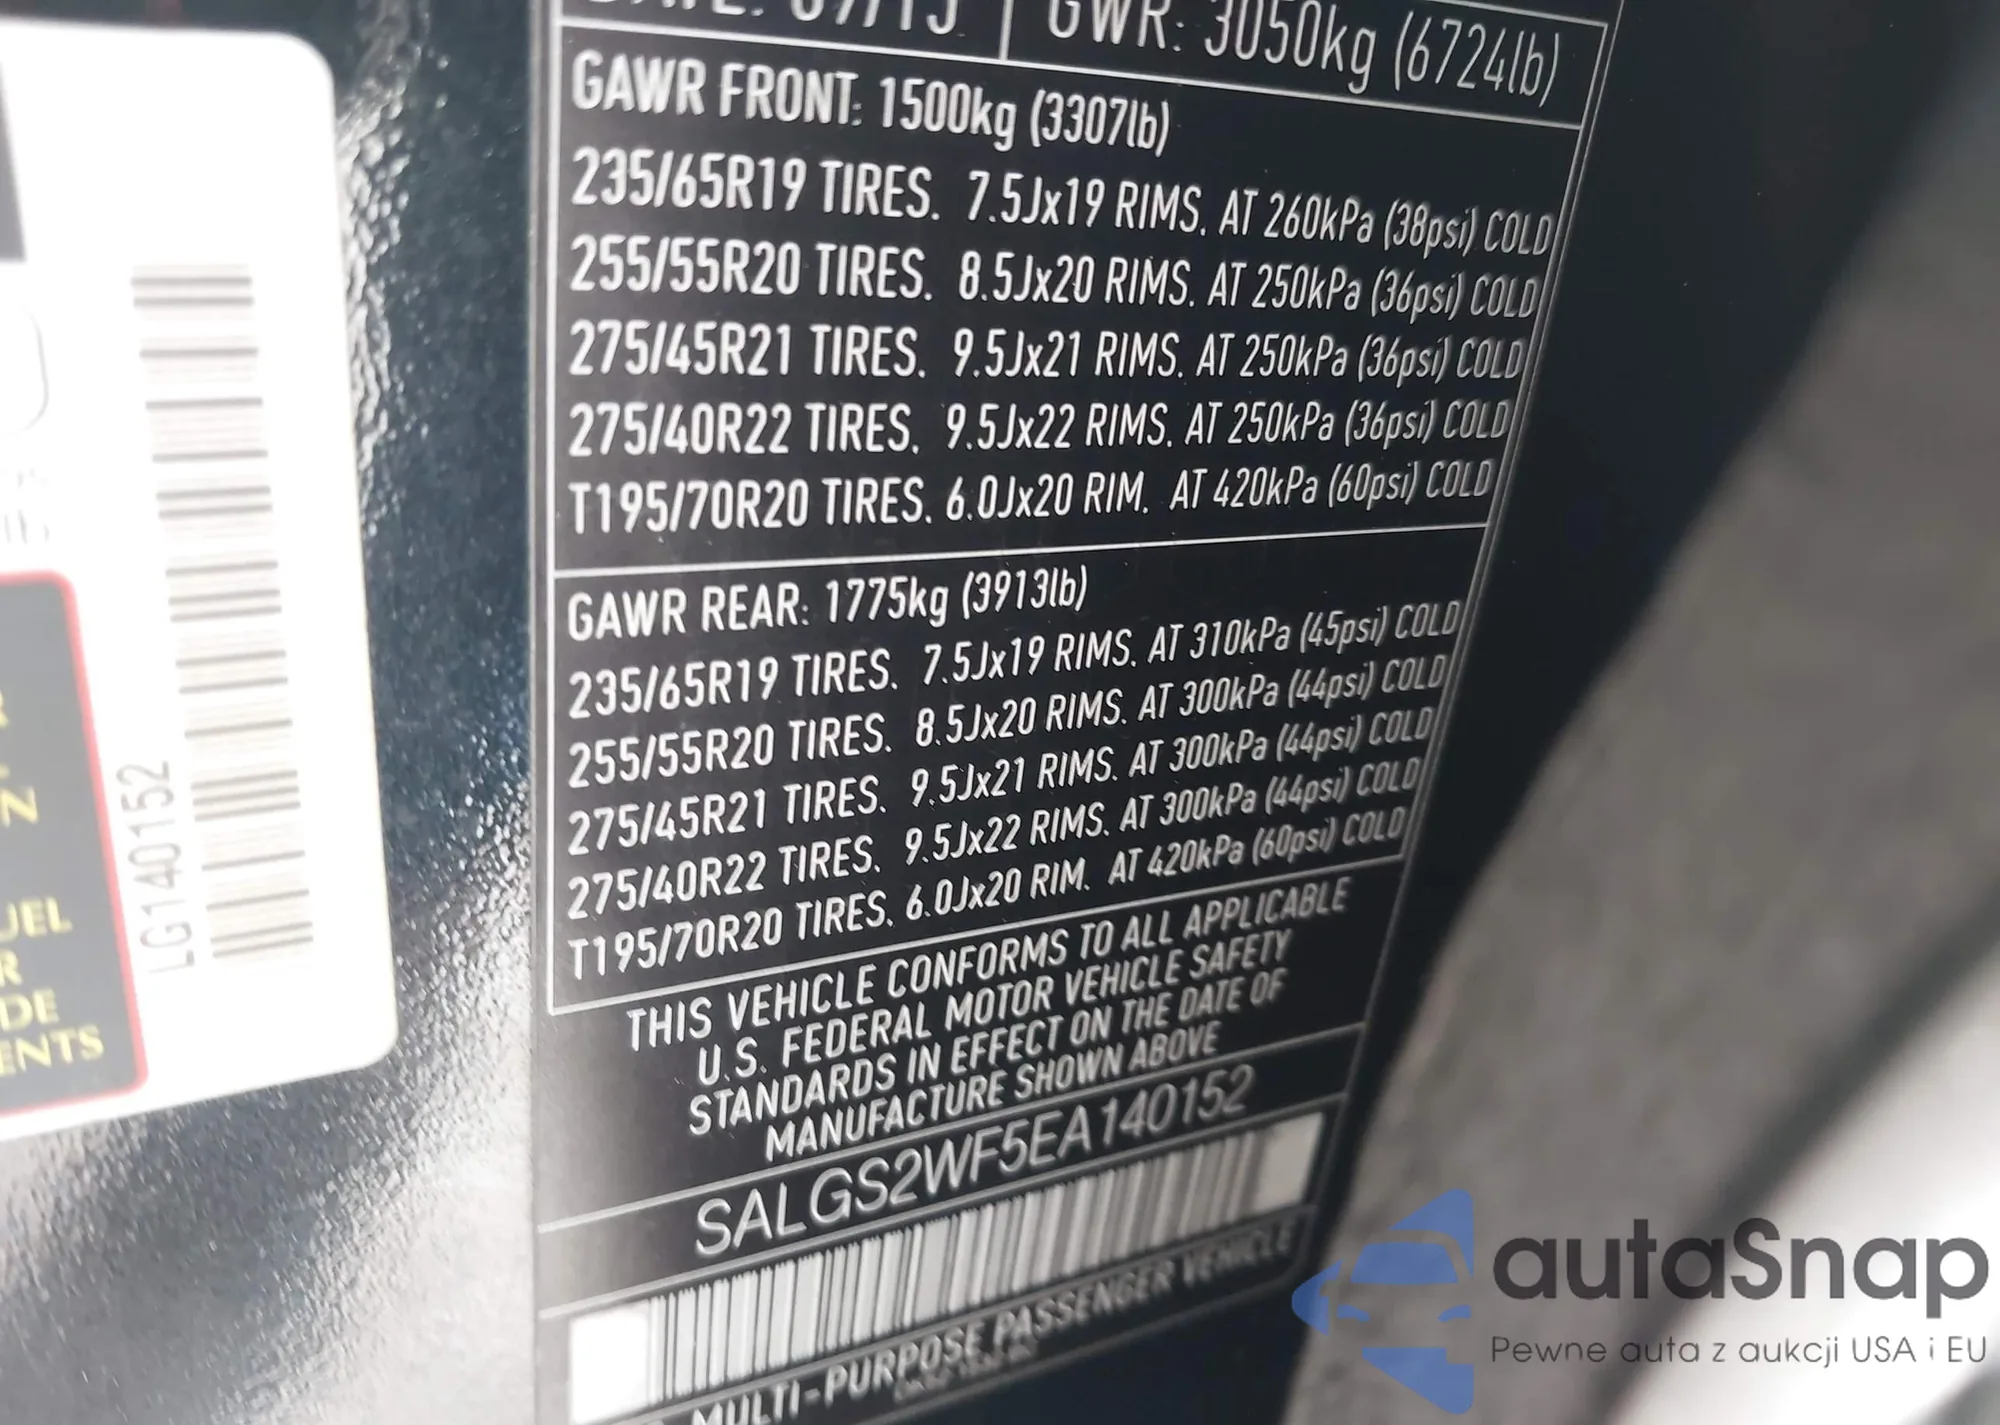 DATE: 09/13 GWR: 3050kg (6724lb)
GAWR FRONT: 1500kg (3307lb)
235/65R19 TIRES. 7.5Jx19 RIMS. AT 260kPa (38psi) COLD
255/55R20 TIRES. 8.5Jx20 RIMS. AT 250kPa (36psi) COLD
275/45R21 TIRES. 9.5Jx21 RIMS. AT 250kPa (36psi) COLD
275/40R22 TIRES. 9.5Jx22 RIMS. AT 250kPa (36psi) COLD
T195/70R20 TIRES. 6.0Jx20 RIM. AT 420kPa (60psi) COLD
GAWR REAR: 1775kg (3913lb)
235/65R19 TIRES. 7.5Jx19 RIMS. AT 310kPa (45psi) COLD
255/55R20 TIRES. 8.5Jx20 RIMS. AT 300kPa (44psi) COLD
275/45R21 TIRES. 9.5Jx21 RIMS. AT 300kPa (44psi) COLD
275/40R22 TIRES. 9.5Jx22 RIMS. AT 300kPa (44psi) COLD
T195/70R20 TIRES. 6.0Jx20 RIM. AT 420kPa (60psi) COLD
THIS VEHICLE CONFORMS TO ALL APPLICABLE
U.S. FEDERAL MOTOR VEHICLE SAFETY
STANDARDS IN EFFECT ON THE DATE OF
MANUFACTURE SHOWN ABOVE
SALGS2WF5EA140152
MULTI-PURPOSE PASSENGER VEHICLE
LG140152
UEL
R
DE
ENTS
autaSnap
Pewne auta z aukcji USA i EU